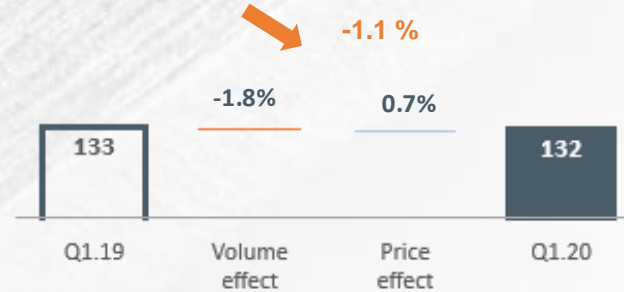 -1.1 %
-1.8%
0.7%
133
132
Q1.19
Volume
effect
Price
effect
Q1.20